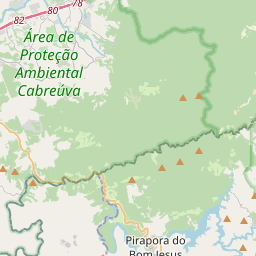 78
80
82
Área de
Proteção
Ambiental
Cabreúva
Pirapora do
Bom Jesus